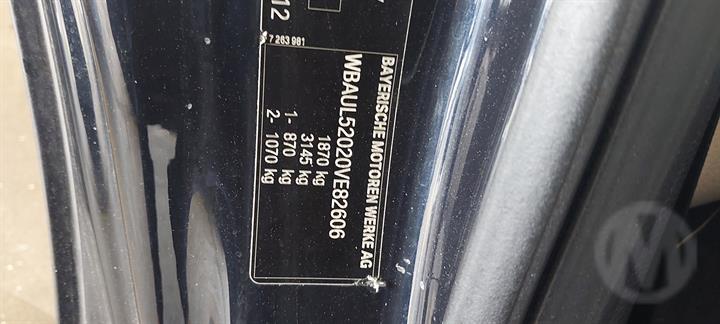 BAYERISCHE MOTOREN WERKE AG
WBAUL52020VE82606
1870 kg
3145 kg
1- 870 kg
2- 1070 kg
7 263 981
12
M